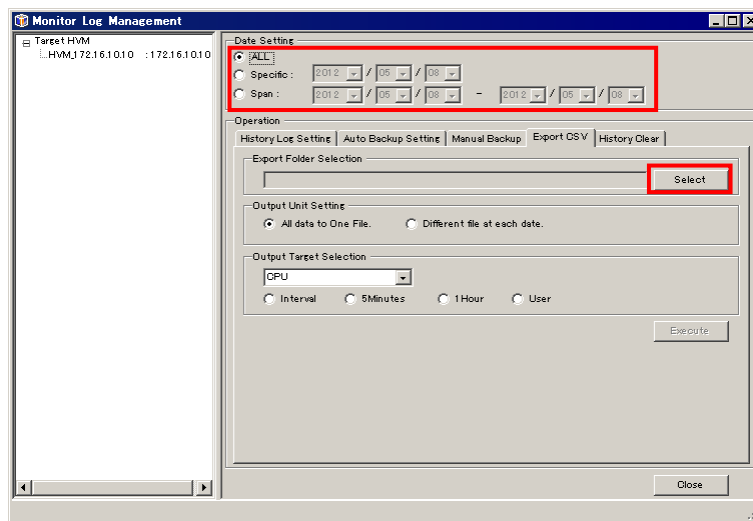 Monitor Log Management
Target HVM
HVM_172.16.10.10 : 172.16.10.10
Date Setting
ALL
Specific : 2012 / 05 / 08
Span : 2012 / 05 / 08 - 2012 / 05 / 08
Operation
History Log Setting Auto Backup Setting Manual Backup Export CSV History Clear
Export Folder Selection
Select
Output Unit Setting
All data to One File. Different file at each date.
Output Target Selection
CPU
Interval 5Minutes 1Hour User
Execute
Close